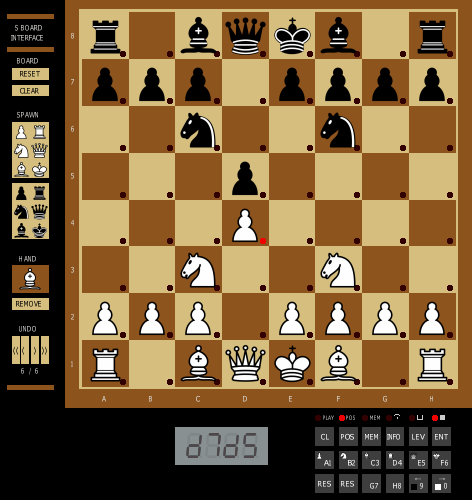 S BOARD
INTERFACE
BOARD
RESET
CLEAR
SPAWN
HAND
REMOVE
UNDO
6 / 6
8
7
6
5
4
3
2
1
A B C D E F G H
d7d5
PLAY POS MEM
CL POS MEM INFO LEV ENT
A1 B2 C3 D4 E5 F6
RES RES G7 H8 9 0